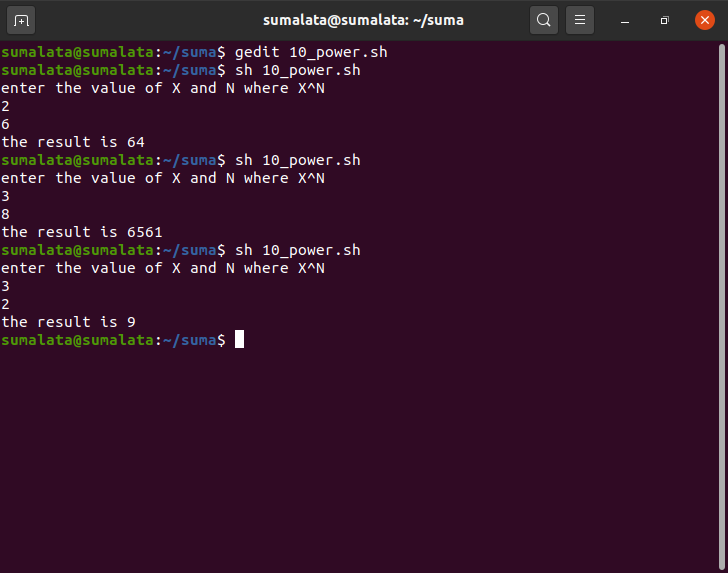 sumalata@sumalata: ~/suma
sumalata@sumalata:~/suma$ gedit 10_power.sh
sumalata@sumalata:~/suma$ sh 10_power.sh
enter the value of X and N where X^N
2
6
the result is 64
sumalata@sumalata:~/suma$ sh 10_power.sh
enter the value of X and N where X^N
3
8
the result is 6561
sumalata@sumalata:~/suma$ sh 10_power.sh
enter the value of X and N where X^N
3
2
the result is 9
sumalata@sumalata:~/suma$